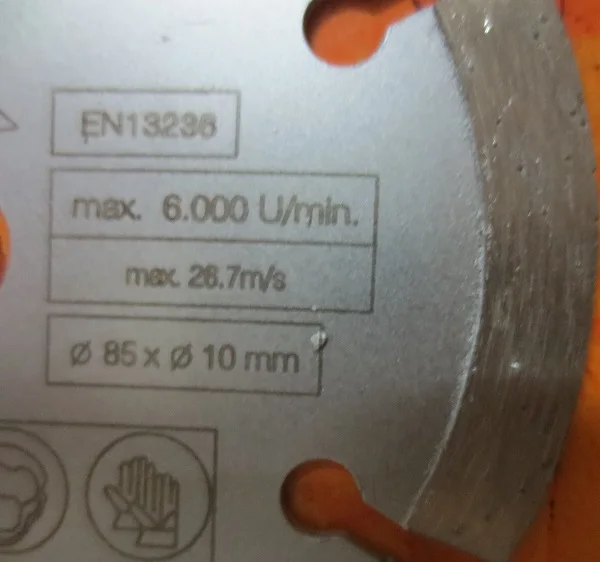 EN13236
max. 6.000 U/min.
max. 26.7m/s
Ø 85 x Ø 10 mm